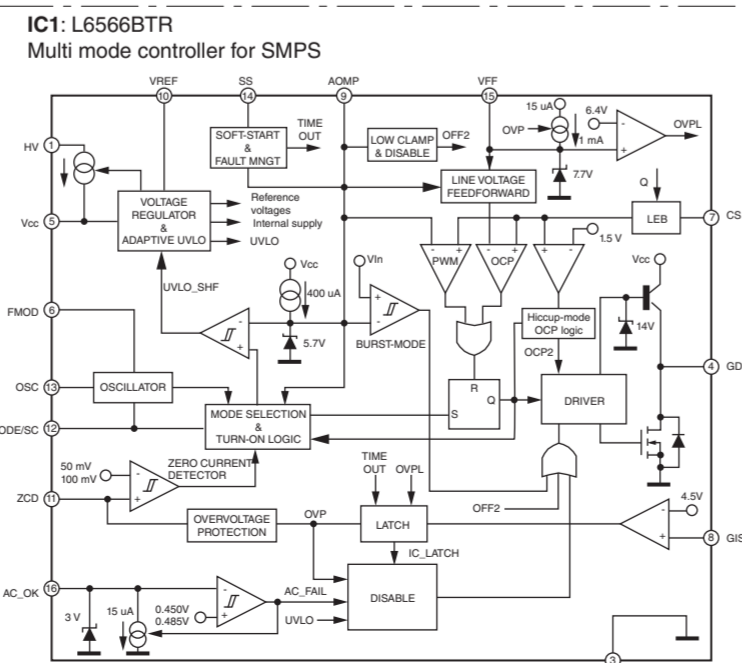 IC1: L6566BTR
Multi mode controller for SMPS
VREF
SS
AOMP
VFF
10
14
9
15
15 uA
6.4V
OVP
1 mA
OVPL
7.7V
HV
1
SOFT-START
&
FAULT MNGT
TIME
OUT
LOW CLAMP
& DISABLE
OFF2
LINE VOLTAGE
FEEDFORWARD
Q
LEB
7
CS
Vcc
5
VOLTAGE
REGULATOR
&
ADAPTIVE UVLO
Reference
voltages
Internal supply
UVLO
PWM
OCP
1.5 V
Vcc
UVLO_SHF
Vcc
400 uA
VIn
FMOD
6
5.7V
BURST-MODE
Hiccup-mode
OCP logic
14V
OCP2
4
GD
OSC
13
OSCILLATOR
R
S
Q
DRIVER
ODE/SC
12
MODE SELECTION
&
TURN-ON LOGIC
50 mV
100 mV
ZERO CURRENT
DETECTOR
TIME
OUT
OVPL
ZCD
11
OFF2
4.5V
OVERVOLTAGE
PROTECTION
OVP
LATCH
8
GIS
IC_LATCH
AC_OK
16
3 V
15 uA
0.450V
0.485V
AC_FAIL
UVLO
DISABLE
3
- + - + - + - + - + - + - + - + - +